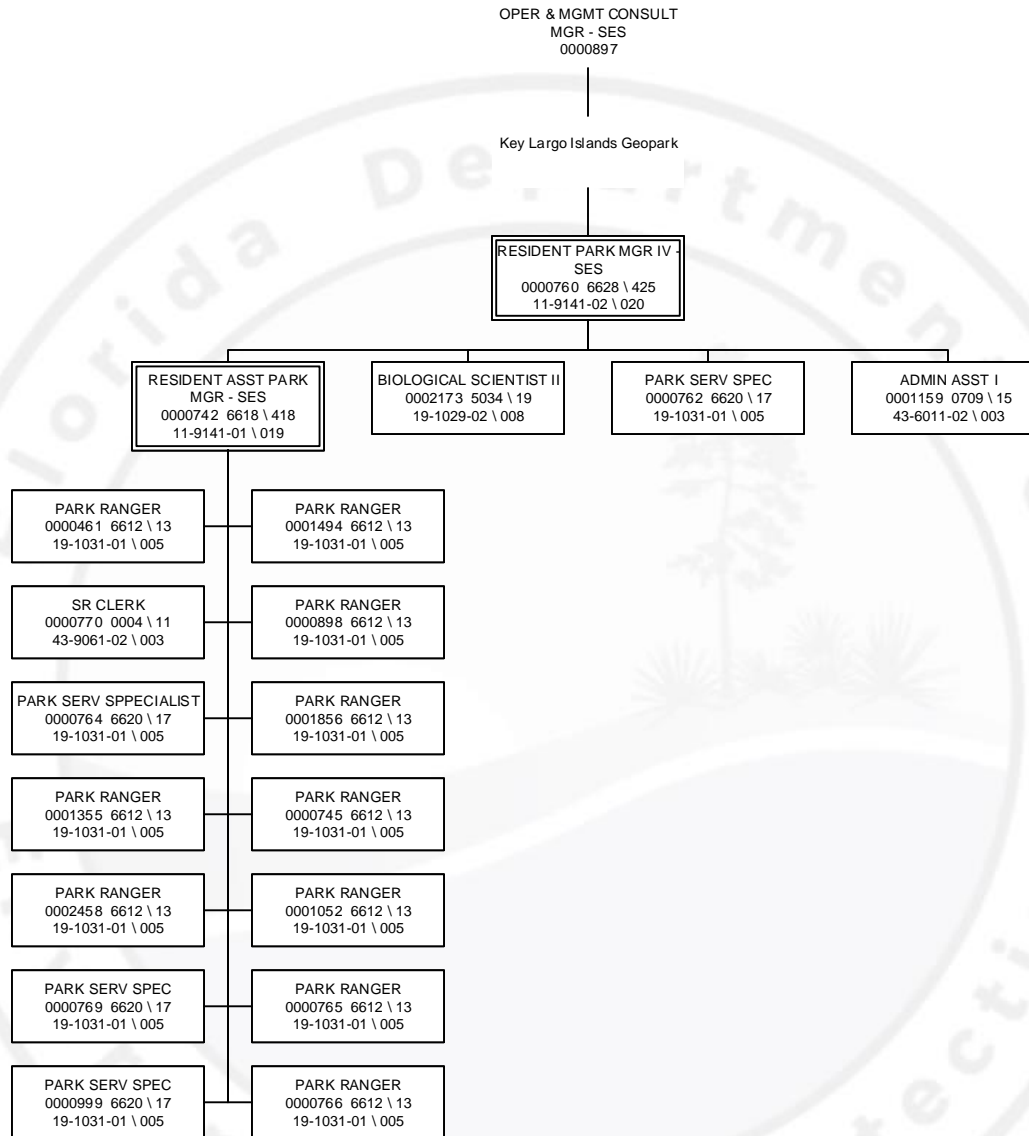 OPER & MGMT CONSULT
MGR - SES
0000897
Key Largo Islands Geopark
RESIDENT PARK MGR IV -
SES
0000760 6628 \ 425
11-9141-02 \ 020
RESIDENT ASST PARK
MGR - SES
0000742 6618 \ 418
11-9141-01 \ 019
BIOLOGICAL SCIENTIST II
0002173 5034 \ 19
19-1029-02 \ 008
PARK SERV SPEC
0000762 6620 \ 17
19-1031-01 \ 005
ADMIN ASST I
0001159 0709 \ 15
43-6011-02 \ 003
PARK RANGER
0000461 6612 \ 13
19-1031-01 \ 005
PARK RANGER
0001494 6612 \ 13
19-1031-01 \ 005
SR CLERK
0000770 0004 \ 11
43-9061-02 \ 003
PARK RANGER
0000898 6612 \ 13
19-1031-01 \ 005
PARK SERV SPPECIALIST
0000764 6620 \ 17
19-1031-01 \ 005
PARK RANGER
0001856 6612 \ 13
19-1031-01 \ 005
PARK RANGER
0001355 6612 \ 13
19-1031-01 \ 005
PARK RANGER
0000745 6612 \ 13
19-1031-01 \ 005
PARK RANGER
0002458 6612 \ 13
19-1031-01 \ 005
PARK RANGER
0001052 6612 \ 13
19-1031-01 \ 005
PARK SERV SPEC
0000769 6620 \ 17
19-1031-01 \ 005
PARK RANGER
0000765 6612 \ 13
19-1031-01 \ 005
PARK SERV SPEC
0000999 6620 \ 17
19-1031-01 \ 005
PARK RANGER
0000766 6612 \ 13
19-1031-01 \ 005